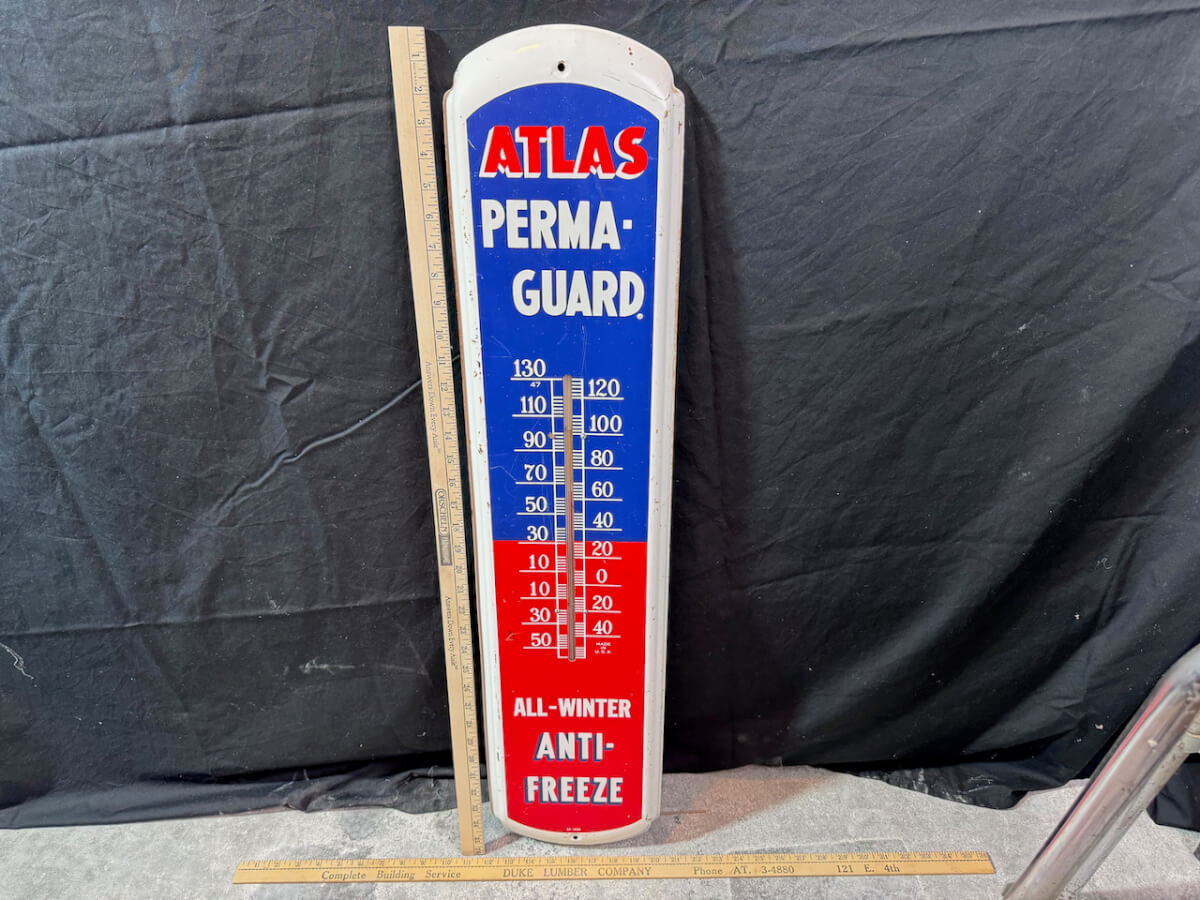 ATLAS
PERMA-
GUARD®
130
47
120
110
100
90
80
70
60
50
40
30
20
10
0
10
20
30
40
50
MADE
IN
U.S.A.
ALL-WINTER
ANTI-
FREEZE
Complete Building Service DUKE LUMBER COMPANY Phone AT. 3-4880 121 E. 4th